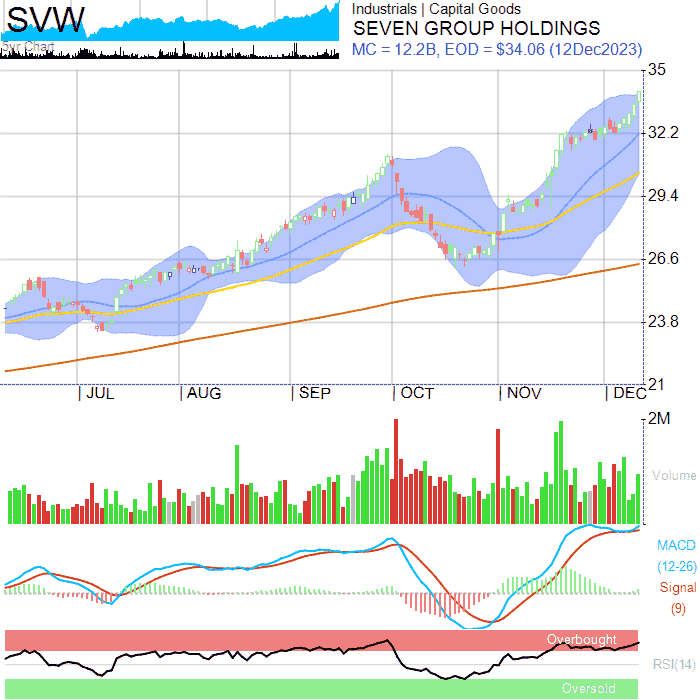 SVW
5yr Chart
Industrials | Capital Goods
SEVEN GROUP HOLDINGS
MC = 12.2B, EOD = $34.06 (12Dec2023)
35
32.2
29.4
26.6
23.8
21
| JUL | AUG | SEP | OCT | NOV | DEC
2M
Volume
MACD
(12-26)
Signal
(9)
Overbought
RSI(14)
Oversold